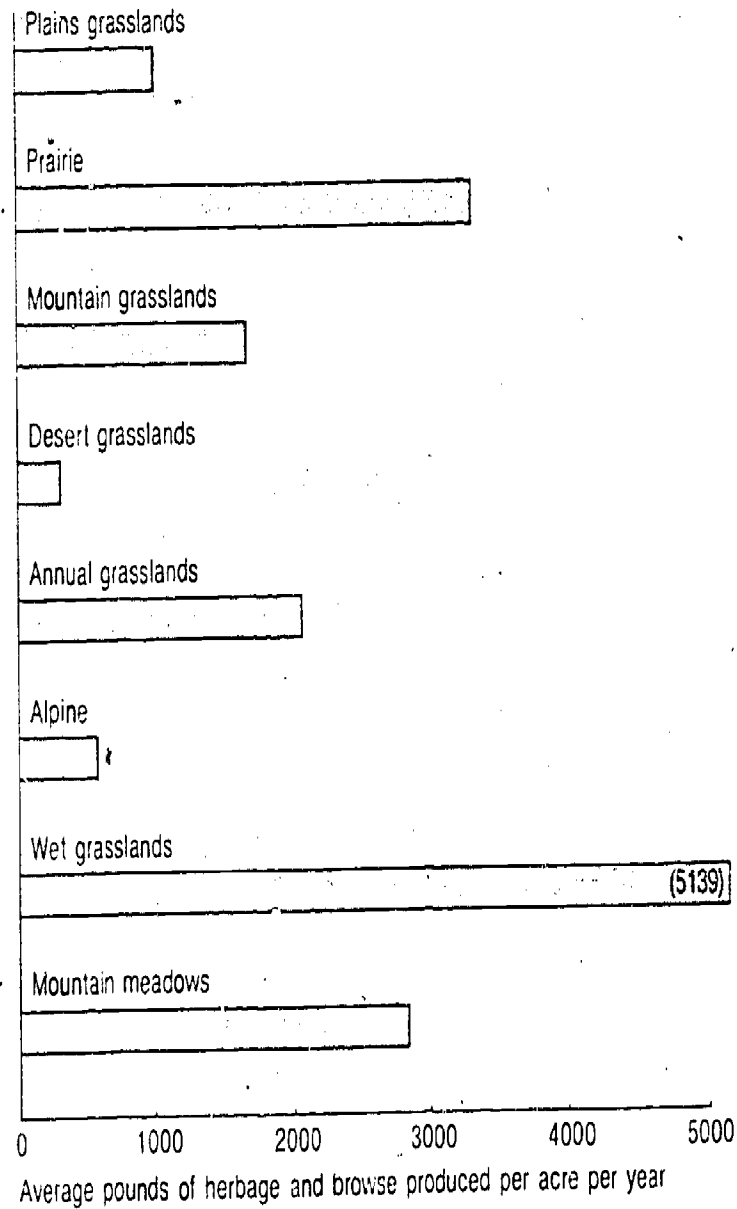 Plains grasslands
Prairie
Mountain grasslands
Desert grasslands
Annual grasslands
Alpine
Wet grasslands
(5139)
Mountain meadows
0 1000 2000 3000 4000 5000
Average pounds of herbage and browse produced per acre per year